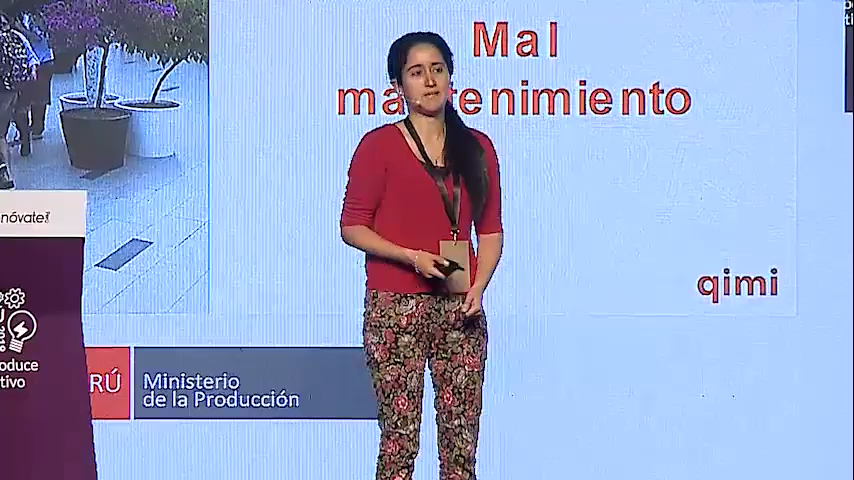 Mal
mantenimiento
qimi
nóvate
oduce
tivo
RÚ
Ministerio
de la Producción